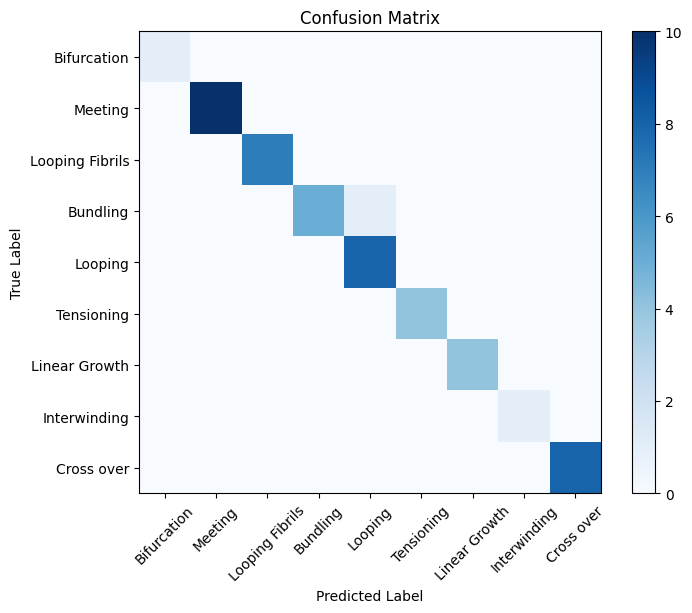 Confusion Matrix
True Label
Bifurcation
Meeting
Looping Fibrils
Bundling
Looping
Tensioning
Linear Growth
Interwinding
Cross over
Bifurcation
Meeting
Looping Fibrils
Bundling
Looping
Tensioning
Linear Growth
Interwinding
Cross over
Predicted Label
10
8
6
4
2
0